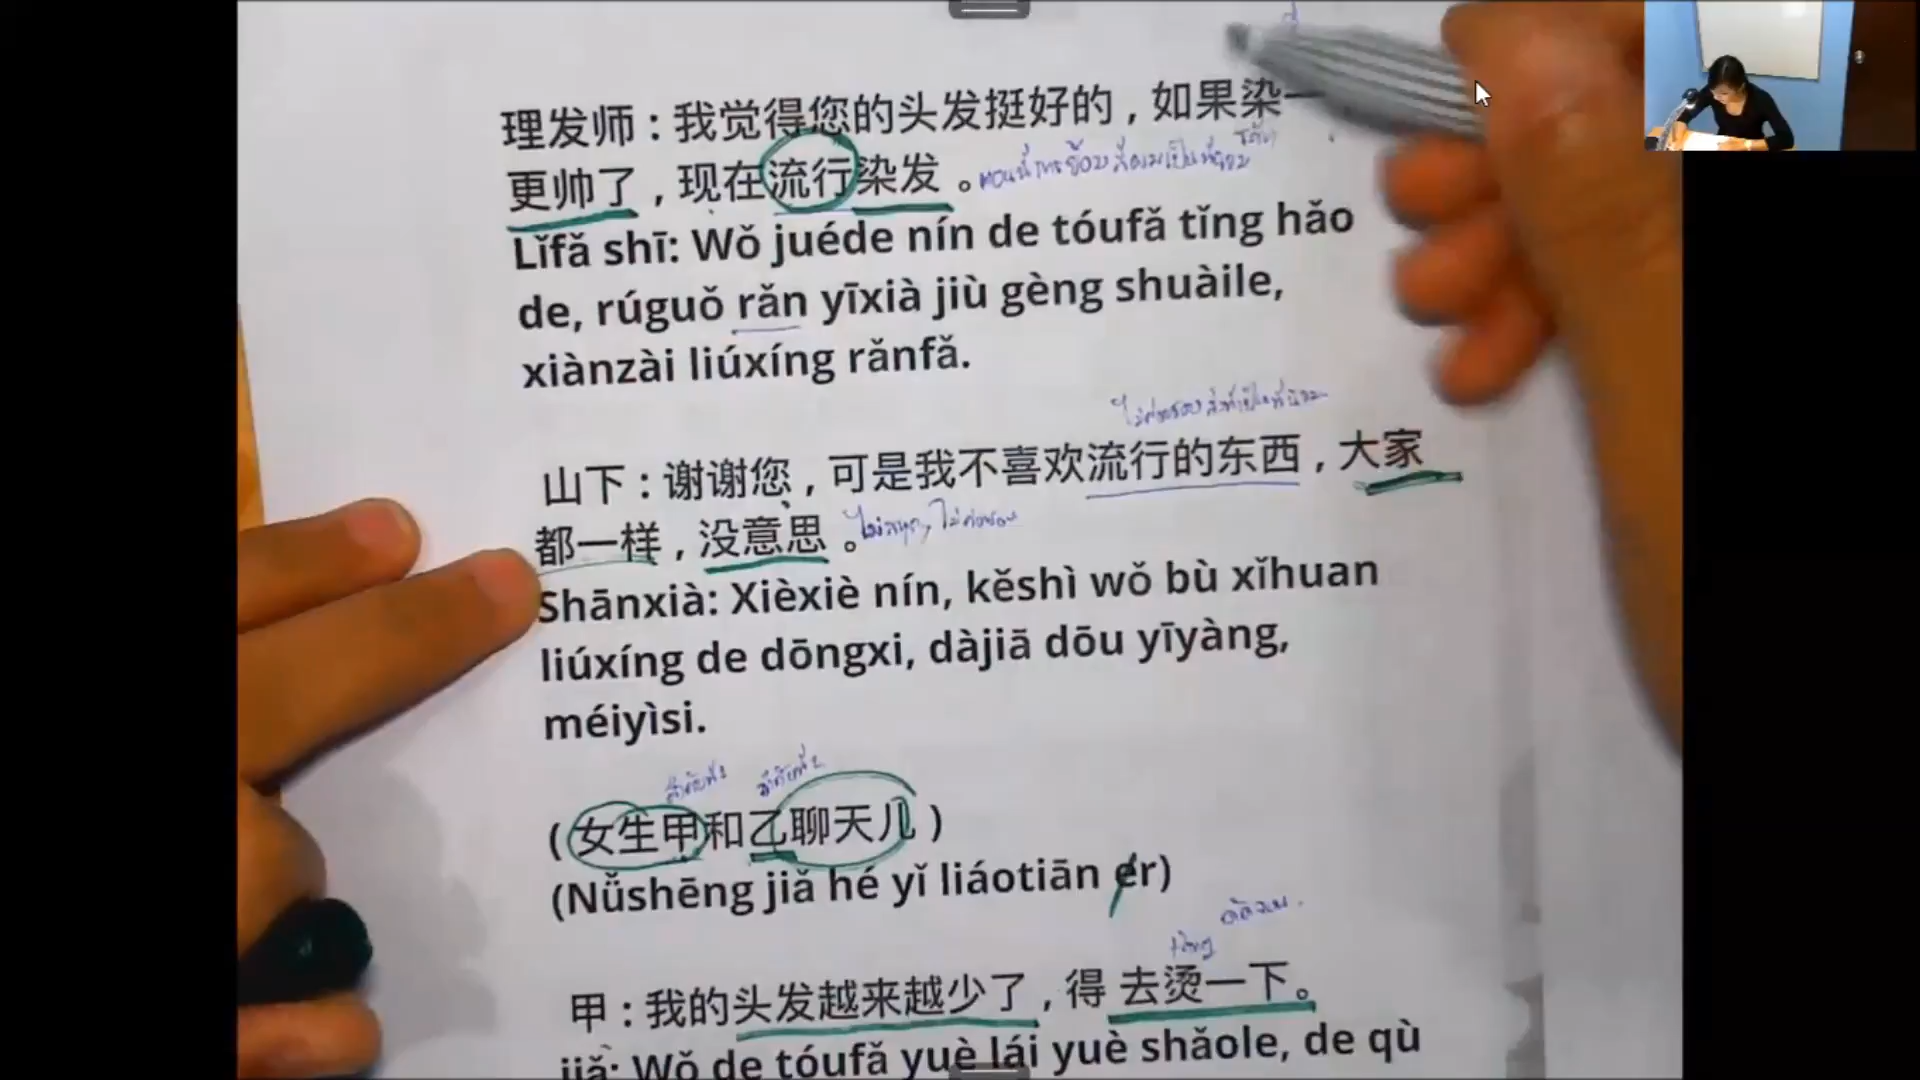 理发师：我觉得您的头发挺好的，如果染一
更帅了，现在流行染发。
Lǐfǎ shī: Wǒ juéde nín de tóufǎ tǐng hǎo
de, rúguǒ rǎn yīxià jiù gèng shuàile,
xiànzài liúxíng rǎnfǎ.
山下：谢谢您，可是我不喜欢流行的东西，大家
都一样，没意思。
Shānxià: Xièxiè nín, kěshì wǒ bù xǐhuan
liúxíng de dōngxi, dàjiā dōu yīyàng,
méiyìsi.
(女生甲和乙聊天儿)
(Nǚshēng jiǎ hé yǐ liáotiān er)
ดัดผม
甲：我的头发越来越少了，得 去烫一下。
jiǎ: Wǒ de tóufǎ yuè lái yuè shǎole, de qù